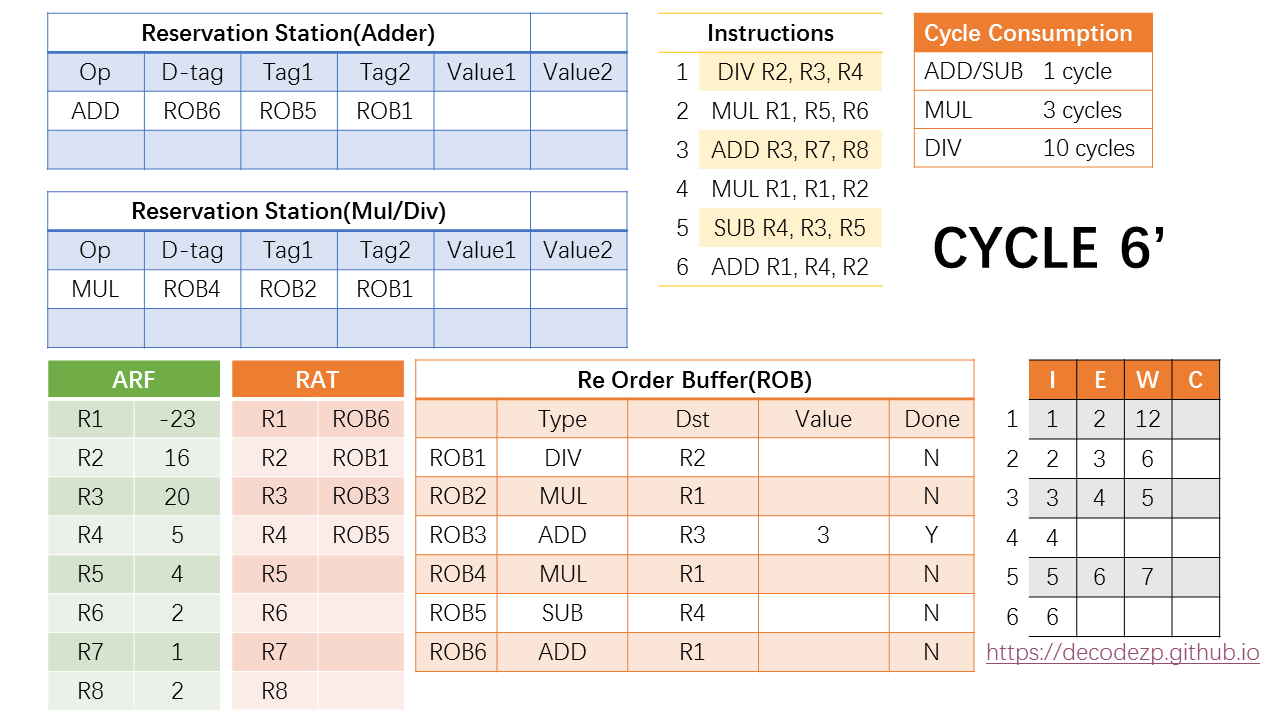 Reservation Station(Adder)
Op D-tag Tag1 Tag2 Value1 Value2
ADD ROB6 ROB5 ROB1
Reservation Station(Mul/Div)
Op D-tag Tag1 Tag2 Value1 Value2
MUL ROB4 ROB2 ROB1
Instructions
1 DIV R2, R3, R4
2 MUL R1, R5, R6
3 ADD R3, R7, R8
4 MUL R1, R1, R2
5 SUB R4, R3, R5
6 ADD R1, R4, R2
Cycle Consumption
ADD/SUB 1 cycle
MUL 3 cycles
DIV 10 cycles
CYCLE 6’
ARF
R1 -23
R2 16
R3 20
R4 5
R5 4
R6 2
R7 1
R8 2
RAT
R1 ROB6
R2 ROB1
R3 ROB3
R4 ROB5
R5
R6
R7
R8
Re Order Buffer(ROB)
Type Dst Value Done
ROB1 DIV R2 N
ROB2 MUL R1 N
ROB3 ADD R3 3 Y
ROB4 MUL R1 N
ROB5 SUB R4 N
ROB6 ADD R1 N
I E W C
1 1 2 12
2 2 3 6
3 3 4 5
4 4
5 5 6 7
6 6
https://decodezp.github.io